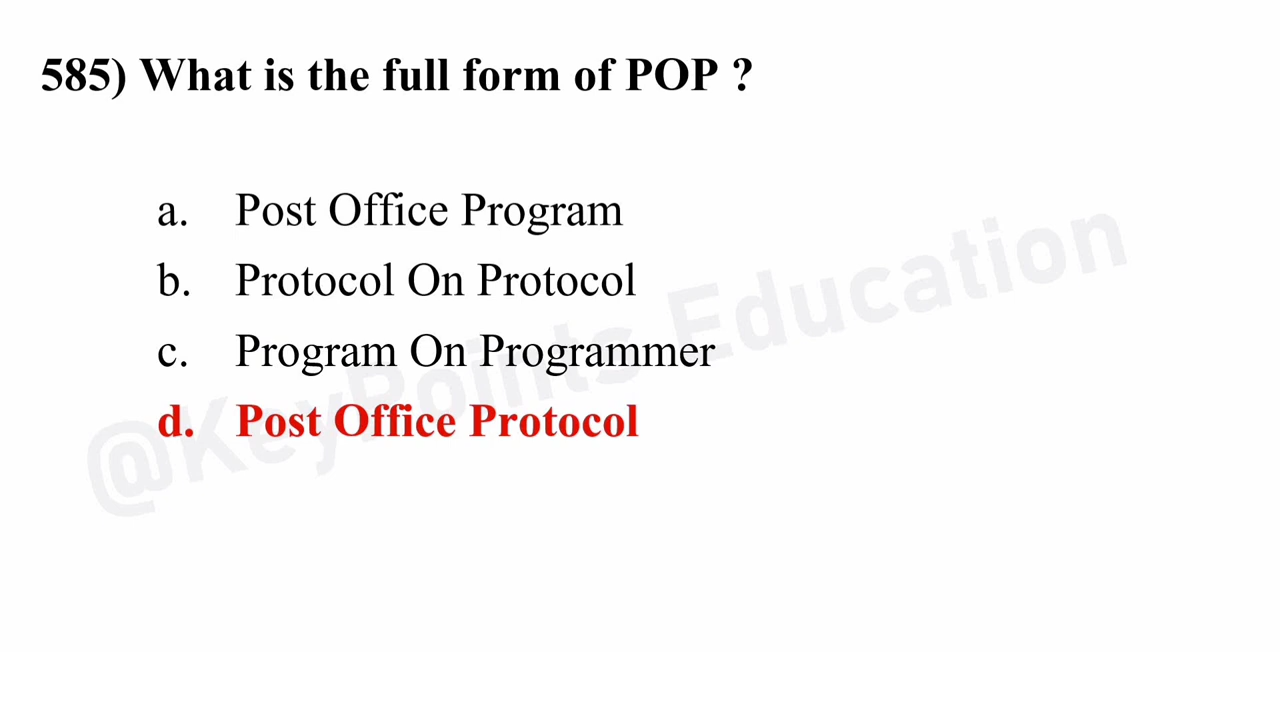 585) What is the full form of POP ?
a. Post Office Program
b. Protocol On Protocol
c. Program On Programmer
d. Post Office Protocol
@KeyPoints Education